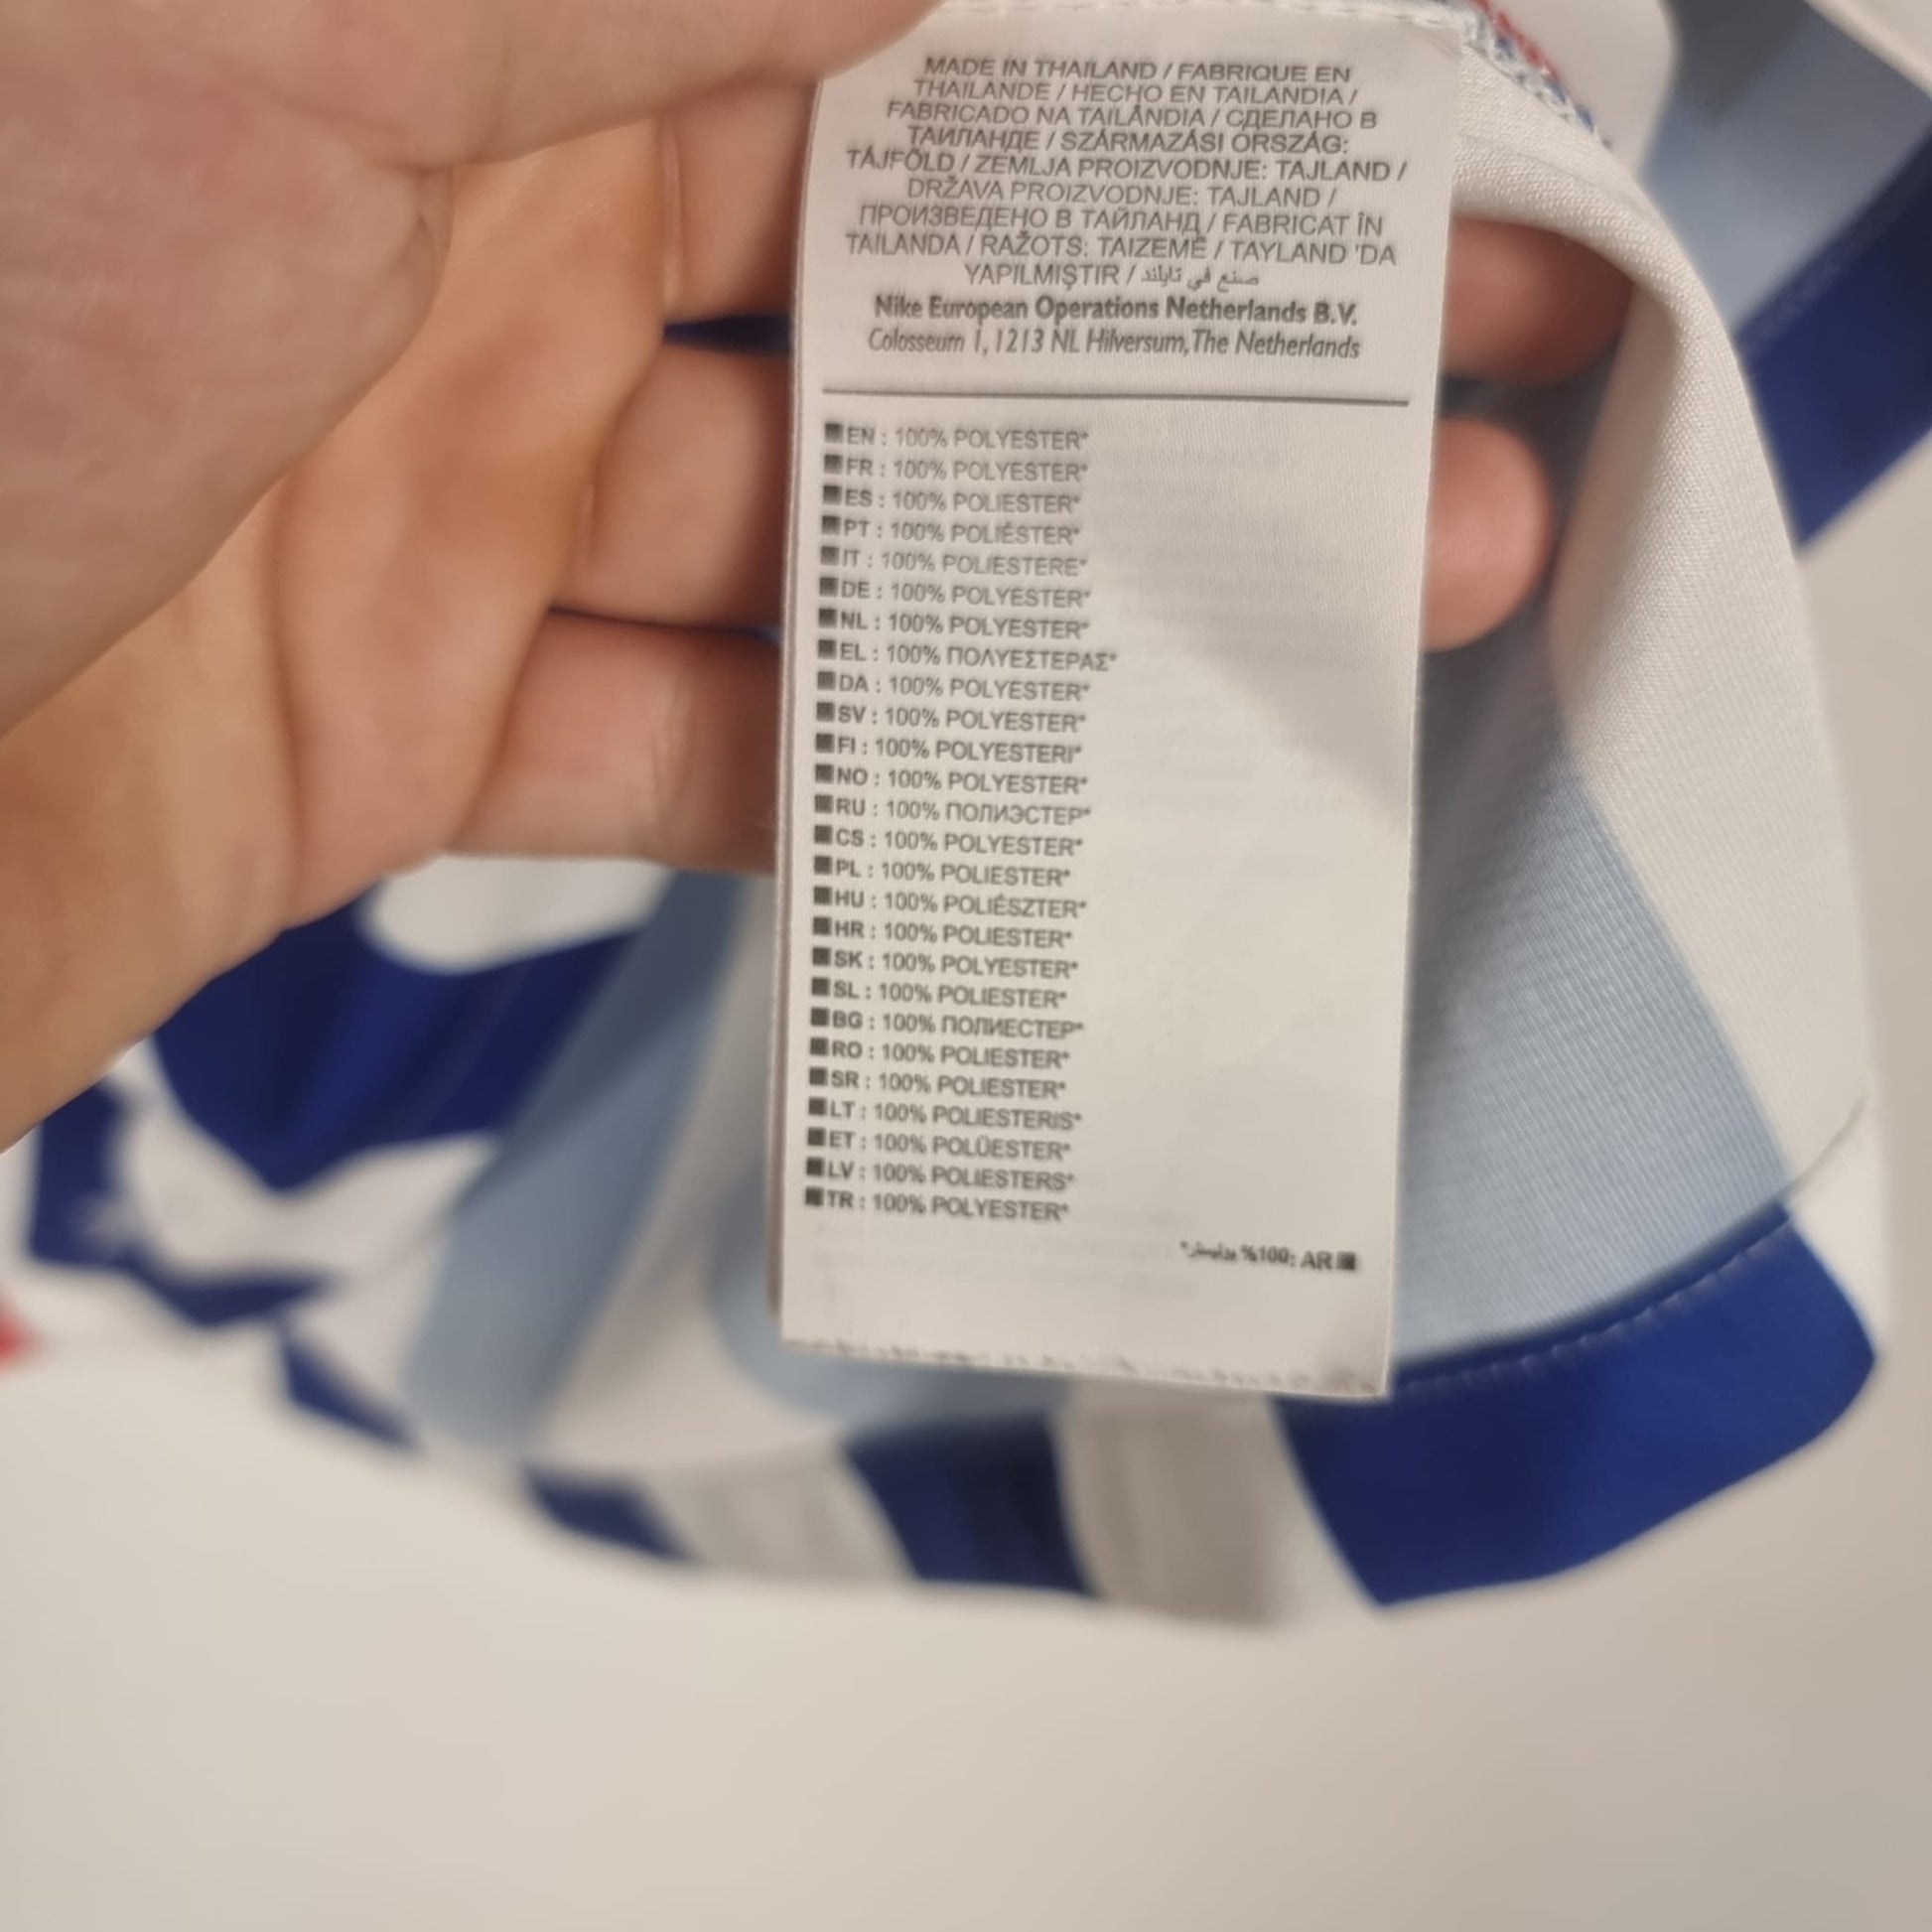 MADE IN THAILAND / FABRIQUE EN
THAILANDE / HECHO EN TAILANDIA /
FABRICADO NA TAILÂNDIA / СДЕЛАНО В
ТАИЛАНДЕ / SZÁRMAZÁSI ORSZÁG:
TÁJFÖLD / ZEMLJA PROIZVODNJE: TAJLAND /
DRŽAVA PROIZVODNJE: TAJLAND /
ПРОИЗВЕДЕНО В ТАЙЛАНД / FABRICAT ÎN
TAILANDA / RAŽOTS: TAIZEMĒ / TAYLAND 'DA
YAPILMIŞTIR / صنع في تايلند
Nike European Operations Netherlands B.V.
Colosseum 1, 1213 NL Hilversum, The Netherlands
EN : 100% POLYESTER*
FR : 100% POLYESTER*
ES : 100% POLIÉSTER*
PT : 100% POLIÉSTER*
IT : 100% POLIESTERE*
DE : 100% POLYESTER*
NL : 100% POLYESTER*
EL : 100% ΠΟΛΥΕΣΤΕΡΑΣ*
DA : 100% POLYESTER*
SV : 100% POLYESTER*
FI : 100% POLYESTERI*
NO : 100% POLYESTER*
RU : 100% ПОЛИЭСТЕР*
CS : 100% POLYESTER*
PL : 100% POLIESTER*
HU : 100% POLIÉSZTER*
HR : 100% POLIESTER*
SK : 100% POLYESTER*
SL : 100% POLIESTER*
BG : 100% ПОЛИЕСТЕР*
RO : 100% POLIESTER*
SR : 100% POLIESTER*
LT : 100% POLIESTERIS*
ET : 100% POLÜESTER*
LV : 100% POLIESTERS*
TR : 100% POLYESTER*
%100: AR